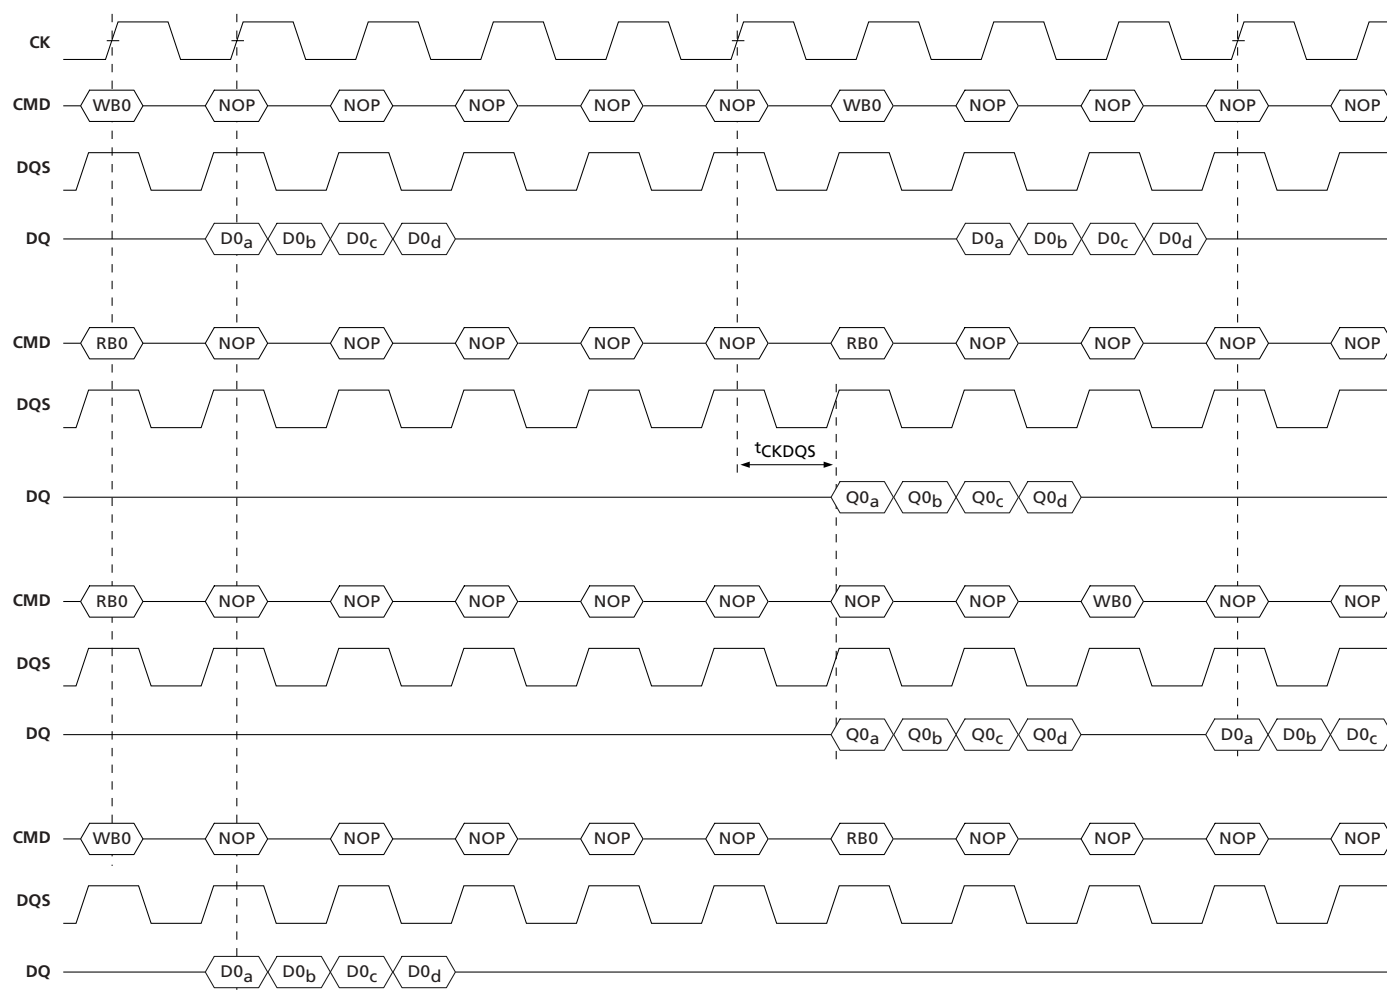 CK
CMD WB0 NOP NOP NOP NOP NOP WB0 NOP NOP NOP NOP
DQS
DQ D0a D0b D0c D0d D0a D0b D0c D0d
CMD RB0 NOP NOP NOP NOP NOP RB0 NOP NOP NOP NOP
DQS
tCKDQS
DQ Q0a Q0b Q0c Q0d
CMD RB0 NOP NOP NOP NOP NOP NOP NOP WB0 NOP NOP
DQS
DQ Q0a Q0b Q0c Q0d D0a D0b D0c
CMD WB0 NOP NOP NOP NOP NOP RB0 NOP NOP NOP NOP
DQS
DQ D0a D0b D0c D0d